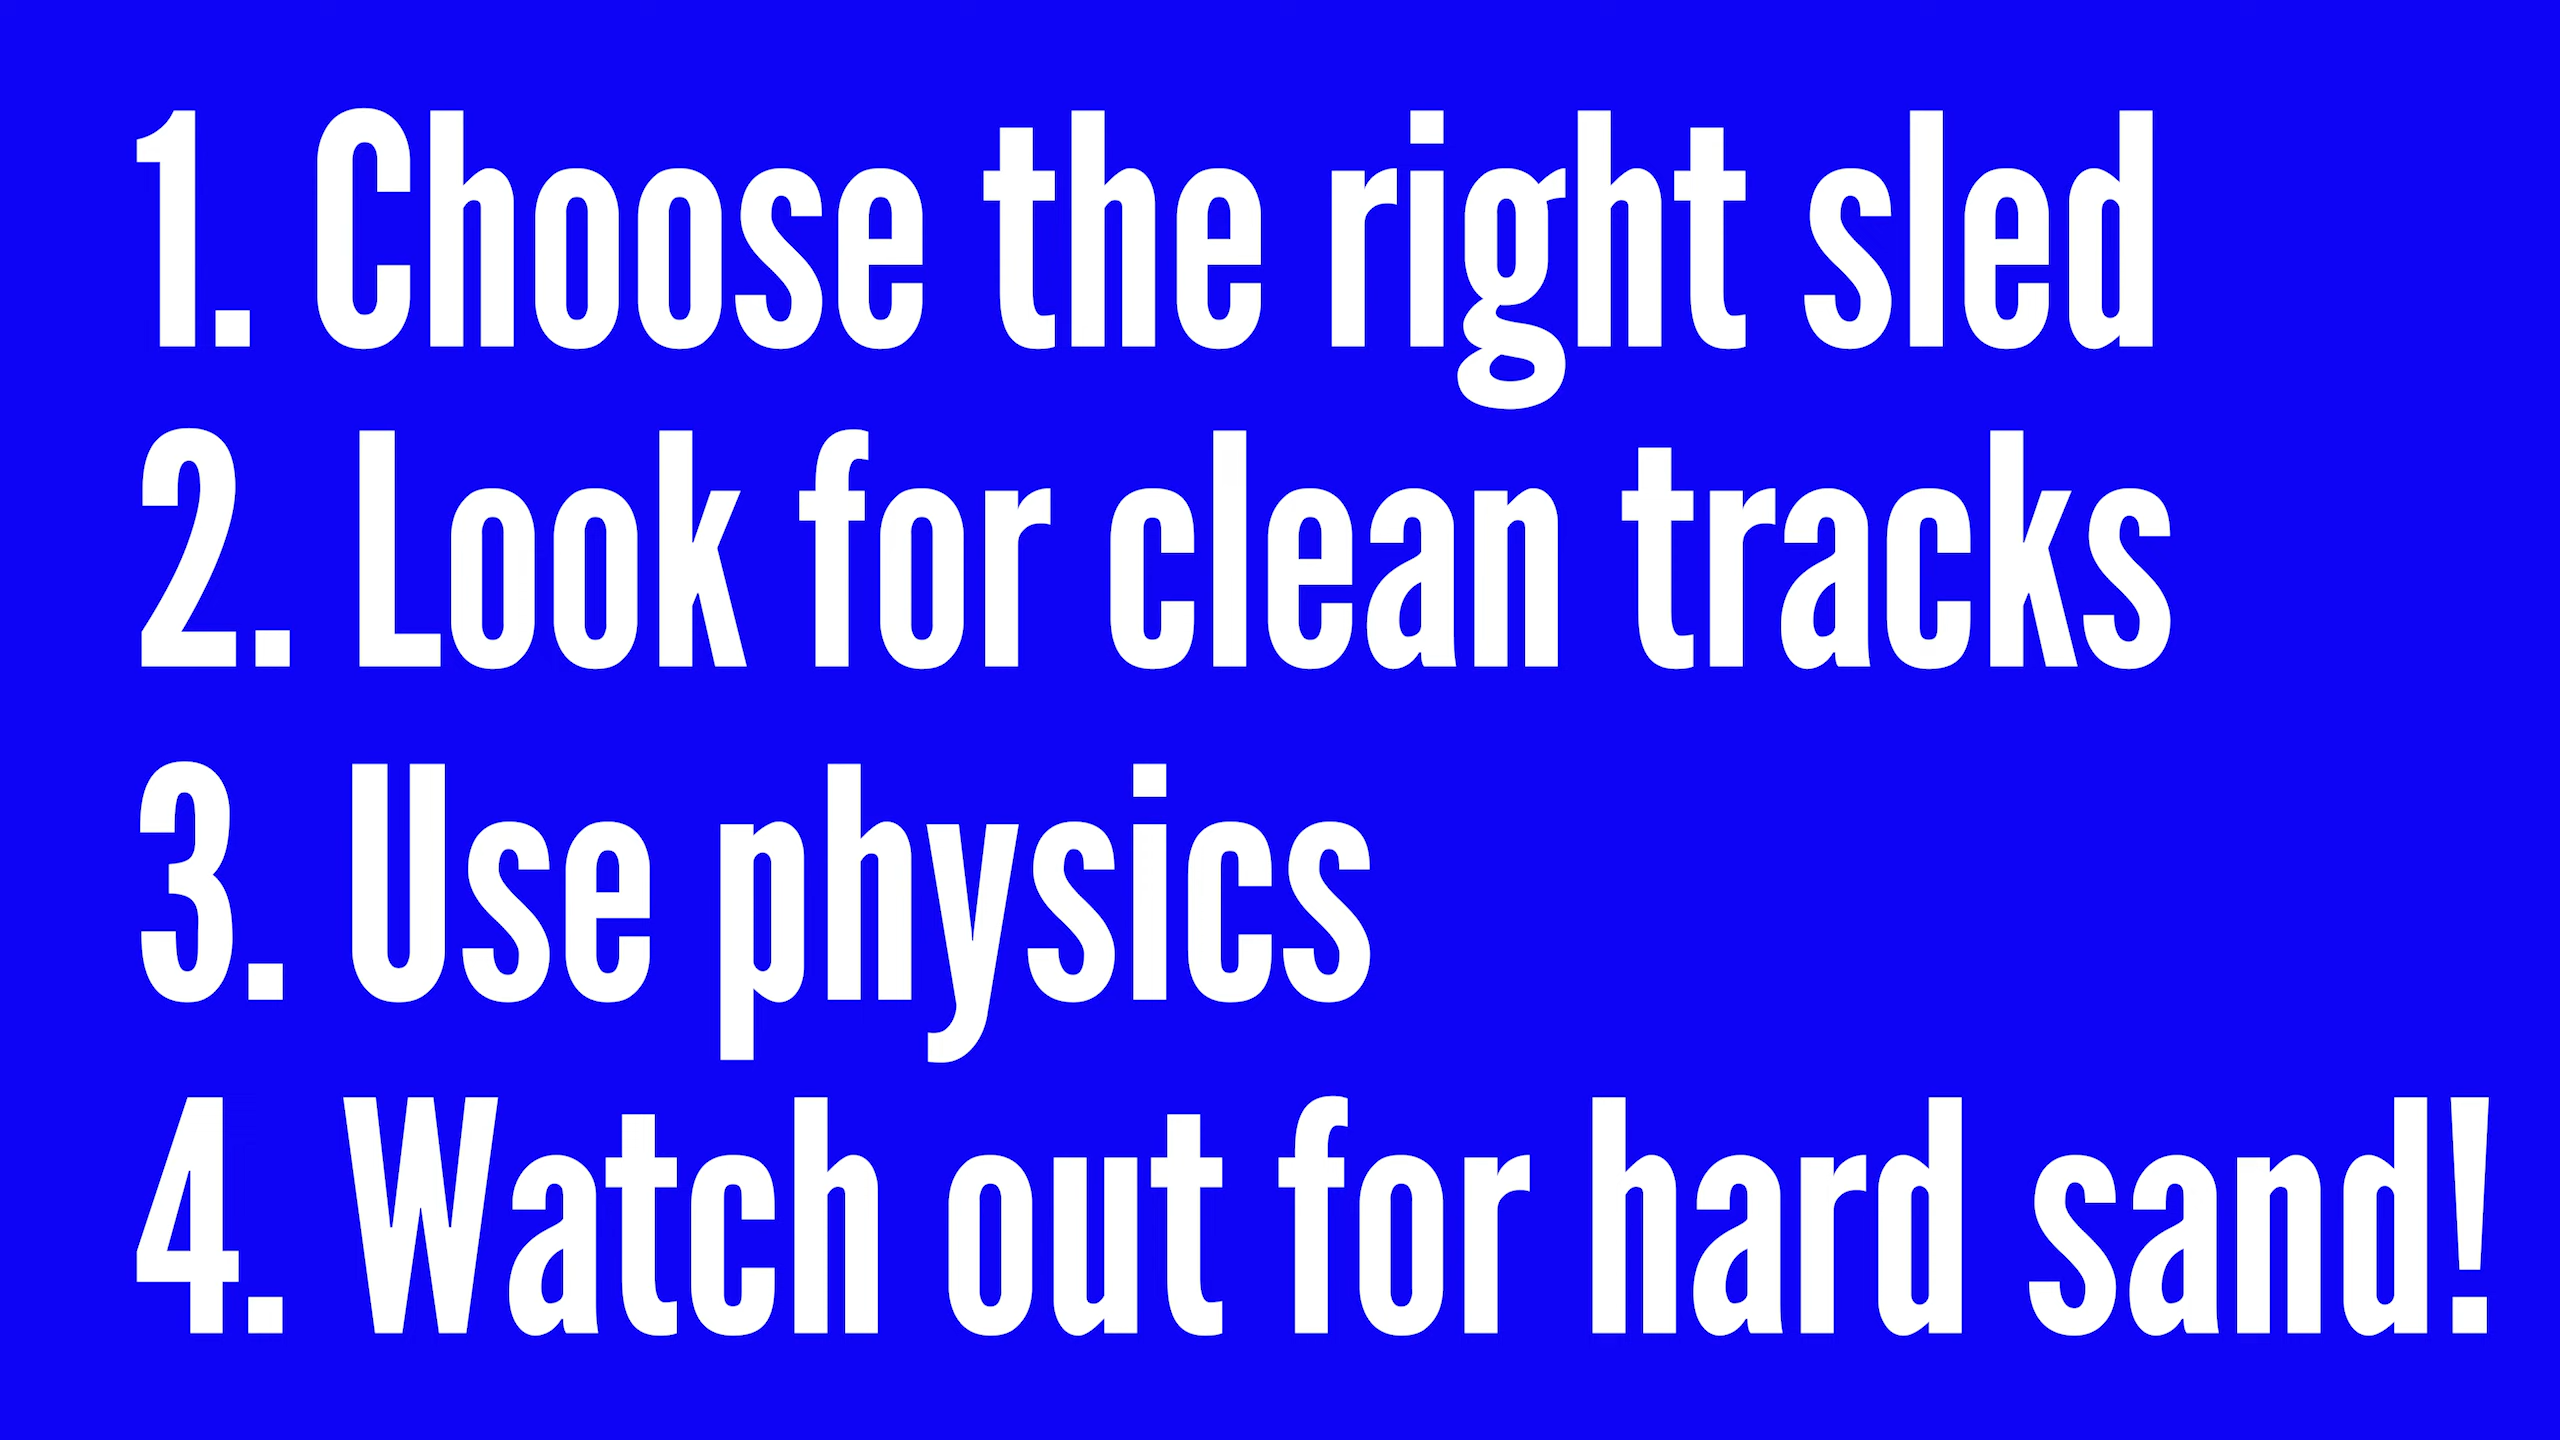 1. Choose the right sled
2. Look for clean tracks
3. Use physics
4. Watch out for hard sand!